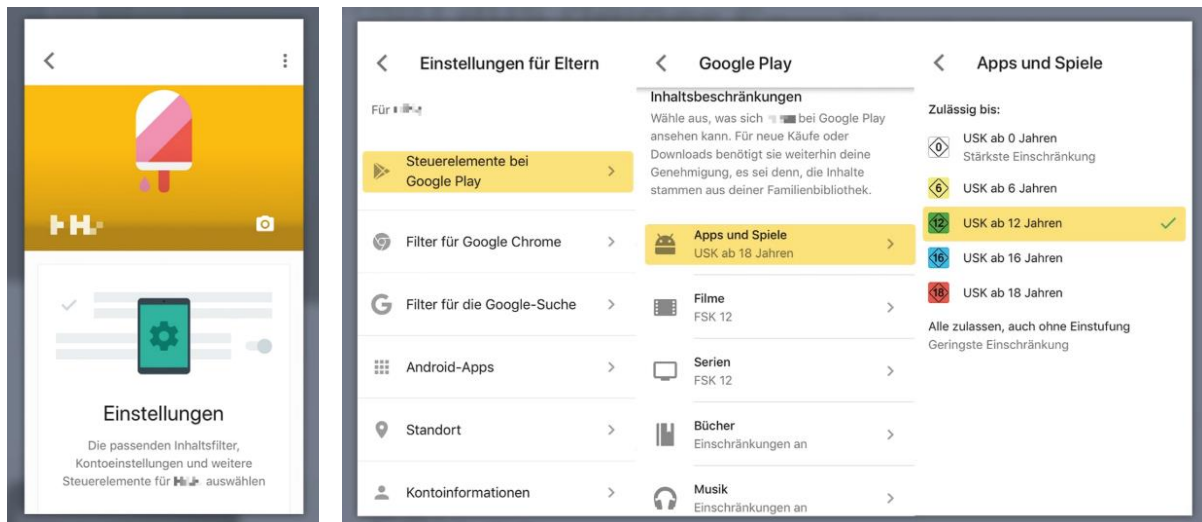 Einstellungen
Die passenden Inhaltsfilter,
Kontoeinstellungen und weitere
Steuerelemente für auswählen
Einstellungen für Eltern
Für
Steuerelemente bei
Google Play
Filter für Google Chrome
Filter für die Google-Suche
Android-Apps
Standort
Kontoinformationen
Google Play
Inhaltsbeschränkungen
Wähle aus, was sich bei Google Play
ansehen kann. Für neue Käufe oder
Downloads benötigt sie weiterhin deine
Genehmigung, es sei denn, die Inhalte
stammen aus deiner Familienbibliothek.
Apps und Spiele
USK ab 18 Jahren
Filme
FSK 12
Serien
FSK 12
Bücher
Einschränkungen an
Musik
Einschränkungen an
Apps und Spiele
Zulässig bis:
0
USK ab 0 Jahren
Stärkste Einschränkung
6 USK ab 6 Jahren
12 USK ab 12 Jahren
16 USK ab 16 Jahren
18 USK ab 18 Jahren
Alle zulassen, auch ohne Einstufung
Geringste Einschränkung